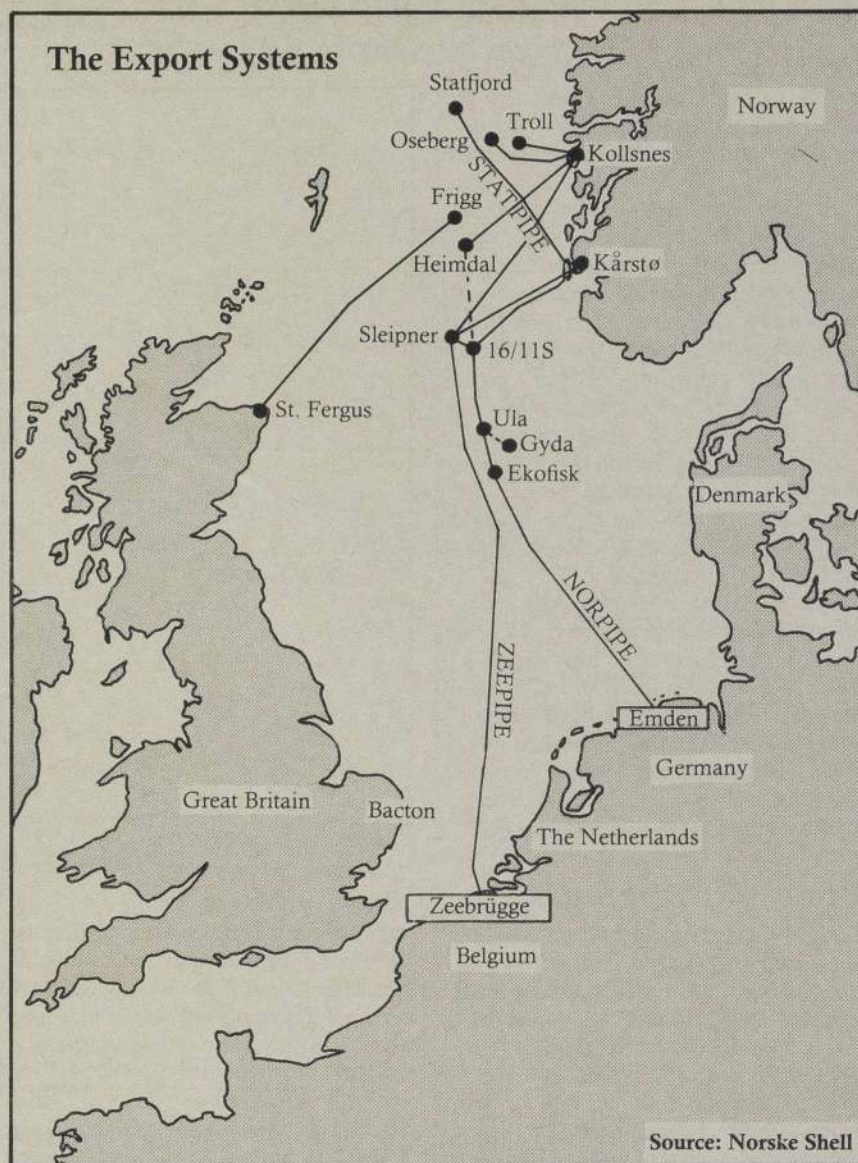 The Export Systems
Statfjord
Norway
Troll
Oseberg
Kollsnes
STATPIPE
Frigg
Heimdal
Kårstø
Sleipner
16/11S
St. Fergus
Ula
Gyda
Ekofisk
Denmark
NORPIPE
ZEEPIPE
Emden
Germany
Great Britain
Bacton
The Netherlands
Zeebrügge
Belgium
Source: Norske Shell